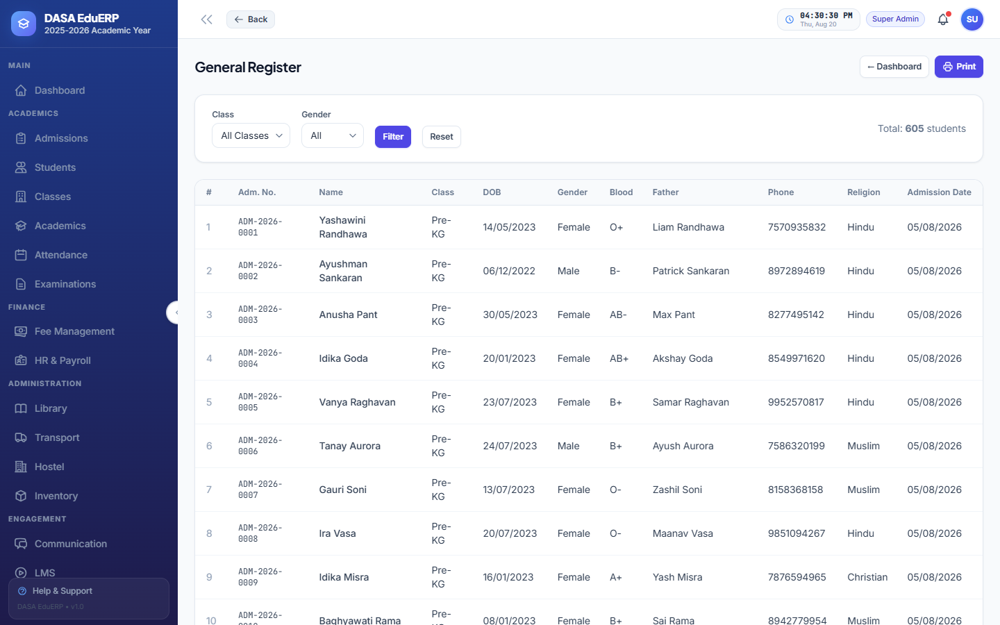 DASA EduERP
2025-2026 Academic Year
MAIN
Dashboard
ACADEMICS
Admissions
Students
Classes
Academics
Attendance
Examinations
FINANCE
Fee Management
HR & Payroll
ADMINISTRATION
Library
Transport
Hostel
Inventory
ENGAGEMENT
Communication
LMS
Help & Support
DASA EduERP • v1.0
← Back
04:30:30 PM
Thu, Aug 20
Super Admin
SU
General Register
← Dashboard
Print
Class
Gender
All Classes
All
Filter
Reset
Total: 605 students
# Adm. No. Name Class DOB Gender Blood Father Phone Religion Admission Date
1 ADM-2026-0001 Yashawini Randhawa Pre-KG 14/05/2023 Female O+ Liam Randhawa 7570935832 Hindu 05/08/2026
2 ADM-2026-0002 Ayushman Sankaran Pre-KG 06/12/2022 Male B- Patrick Sankaran 8972894619 Hindu 05/08/2026
3 ADM-2026-0003 Anusha Pant Pre-KG 30/05/2023 Female AB- Max Pant 8277495142 Hindu 05/08/2026
4 ADM-2026-0004 Idika Goda Pre-KG 20/01/2023 Female AB+ Akshay Goda 8549971620 Hindu 05/08/2026
5 ADM-2026-0005 Vanya Raghavan Pre-KG 23/07/2023 Female B+ Samar Raghavan 9952570817 Hindu 05/08/2026
6 ADM-2026-0006 Tanay Aurora Pre-KG 24/07/2023 Male B+ Ayush Aurora 7586320199 Muslim 05/08/2026
7 ADM-2026-0007 Gauri Soni Pre-KG 13/07/2023 Female O- Zashil Soni 8158368158 Muslim 05/08/2026
8 ADM-2026-0008 Ira Vasa Pre-KG 20/07/2023 Female O- Maanav Vasa 9851094267 Hindu 05/08/2026
9 ADM-2026-0009 Idika Misra Pre-KG 16/01/2023 Female A+ Yash Misra 7876594965 Christian 05/08/2026
10 ADM-2026-0010 Baghyawati Rama Pre-KG 08/01/2023 Female B+ Sai Rama 8942779954 Muslim 05/08/2026